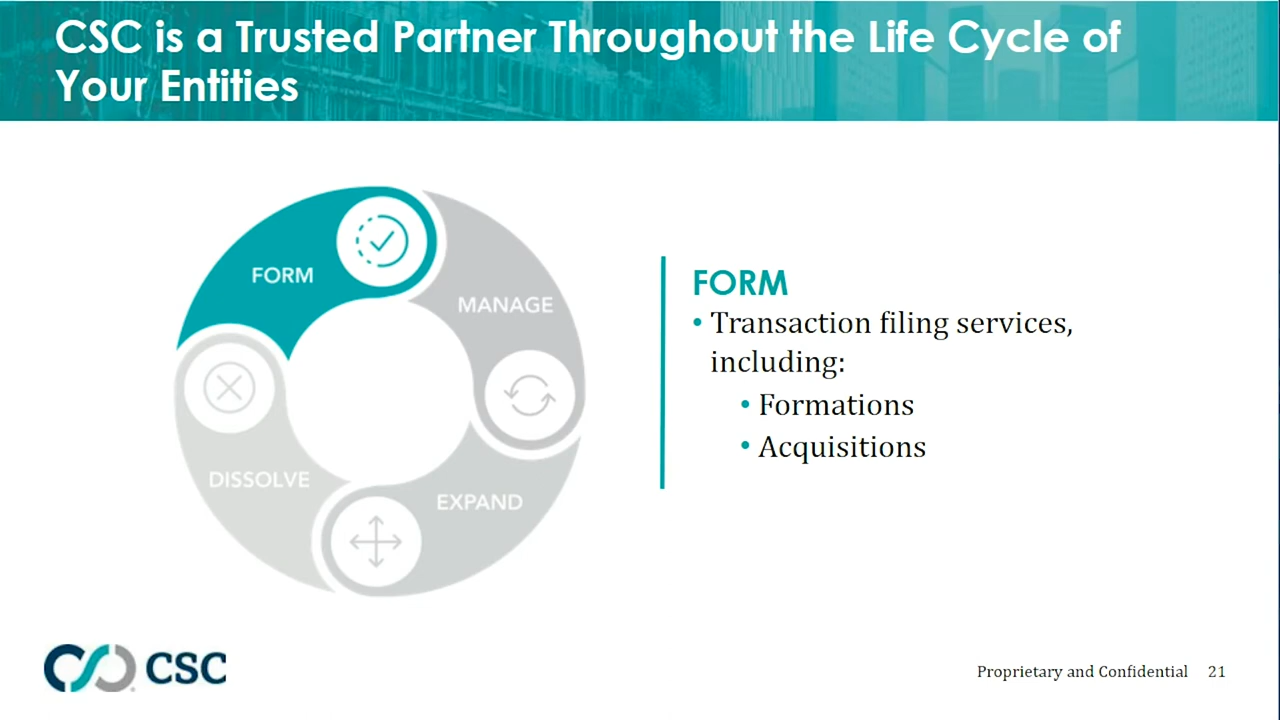 CSC is a Trusted Partner Throughout the Life Cycle of
Your Entities
FORM
MANAGE
DISSOLVE
EXPAND
FORM
• Transaction filing services,
including:
• Formations
• Acquisitions
CSC
Proprietary and Confidential 21